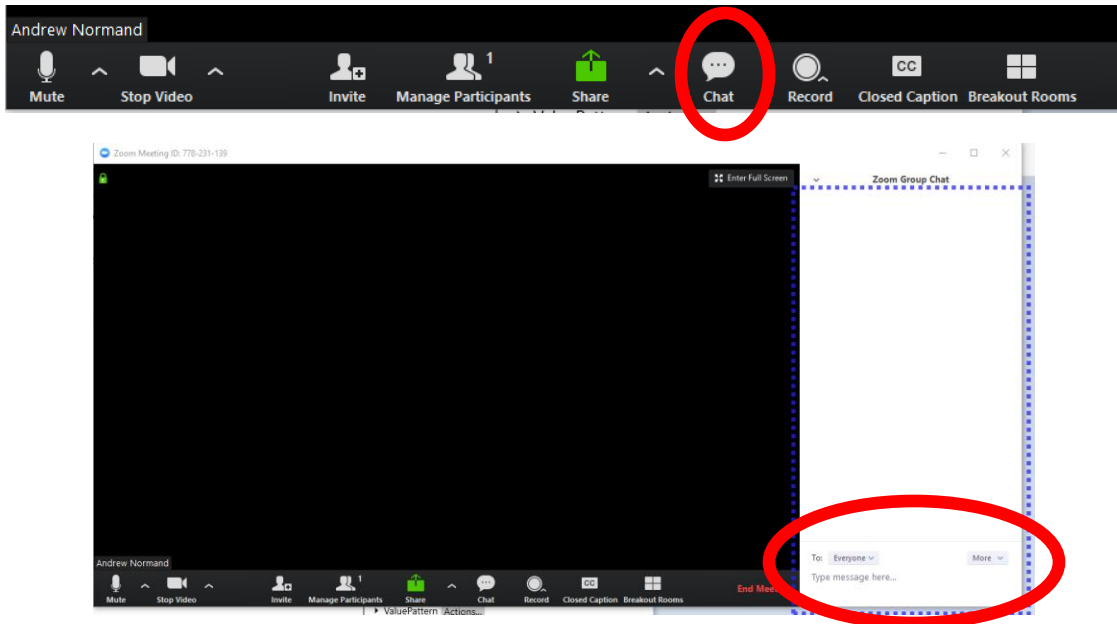 Andrew Normand
1
CC
Mute Stop Video Invite Manage Participants Share Chat Record Closed Caption Breakout Rooms
Zoom Meeting ID: 778-231-139
Enter Full Screen Zoom Group Chat
To: Everyone More
Type message here...
Andrew Normand
1
CC
Mute Stop Video Invite Manage Participants Share Chat Record Closed Caption Breakout Rooms End
ValuePattern Actions...